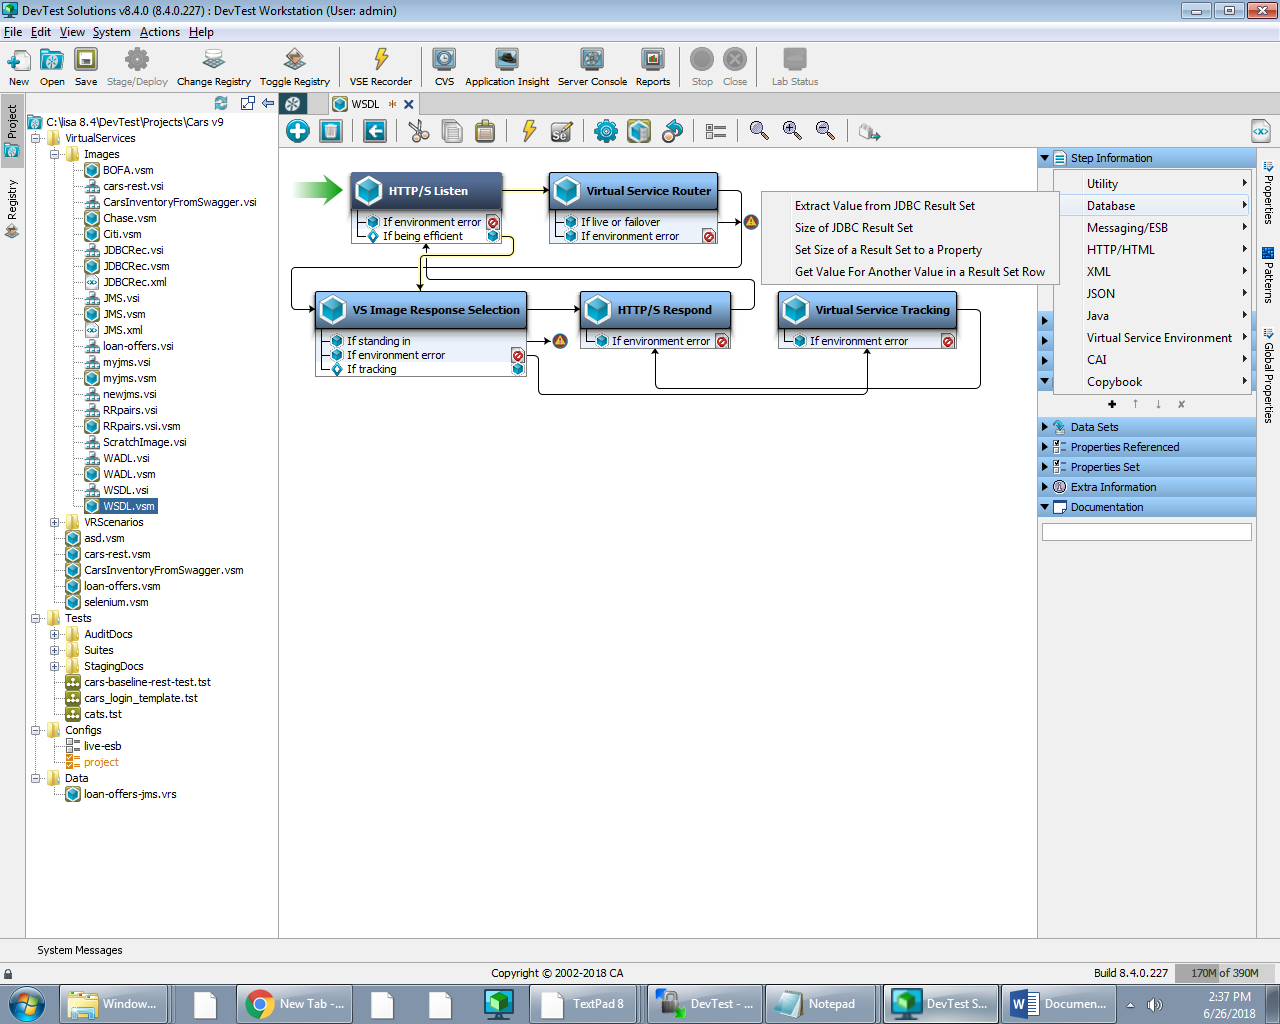 DevTest Solutions v8.4.0 (8.4.0.227) : DevTest Workstation (User: admin)
File Edit View System Actions Help
New Open Save Stage/Deploy Change Registry Toggle Registry VSE Recorder CVS Application Insight Server Console Reports Stop Close Lab Status
Project
Registry
C:\lisa 8.4\DevTest\Projects\Cars v9
VirtualServices
Images
BOFA.vsm
cars-rest.vsi
CarsInventoryFromSwagger.vsi
Chase.vsm
Citi.vsm
JDBCRec.vsi
JDBCRec.vsm
JDBCRec.xml
JMS.vsi
JMS.vsm
JMS.xml
loan-offers.vsi
myjms.vsi
myjms.vsm
newjms.vsi
RRpairs.vsi
RRpairs.vsi.vsm
ScratchImage.vsi
WADL.vsi
WADL.vsm
WSDL.vsi
WSDL.vsm
VRScenarios
asd.vsm
cars-rest.vsm
CarsInventoryFromSwagger.vsm
loan-offers.vsm
selenium.vsm
Tests
AuditDocs
Suites
StagingDocs
cars-baseline-rest-test.tst
cars_login_template.tst
cats.tst
Configs
live-esb
project
Data
loan-offers-jms.vrs
WSDL
HTTP/S Listen
If environment error
If being efficient
Virtual Service Router
If live or failover
If environment error
VS Image Response Selection
If standing in
If environment error
If tracking
HTTP/S Respond
If environment error
Virtual Service Tracking
If environment error
Extract Value from JDBC Result Set
Size of JDBC Result Set
Set Size of a Result Set to a Property
Get Value For Another Value in a Result Set Row
Step Information
Utility
Database
Messaging/ESB
HTTP/HTML
XML
JSON
Java
Virtual Service Environment
CAI
Copybook
Data Sets
Properties Referenced
Properties Set
Extra Information
Documentation
Properties
Patterns
Global Properties
System Messages
Copyright © 2002-2018 CA
Build 8.4.0.227
170M of 390M
Window...
New Tab -...
TextPad 8
DevTest - ...
Notepad
DevTest S...
Documen...
2:37 PM
6/26/2018